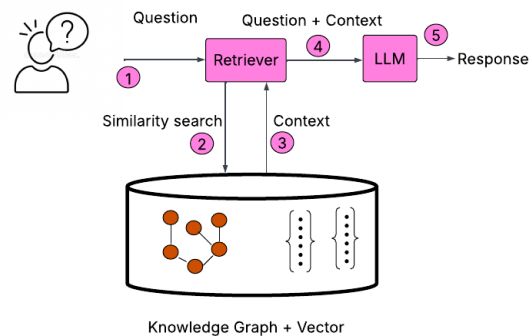 Question
Question + Context
?
1
Retriever
4
LLM
5
Response
Similarity search
2
Context
3
Knowledge Graph + Vector